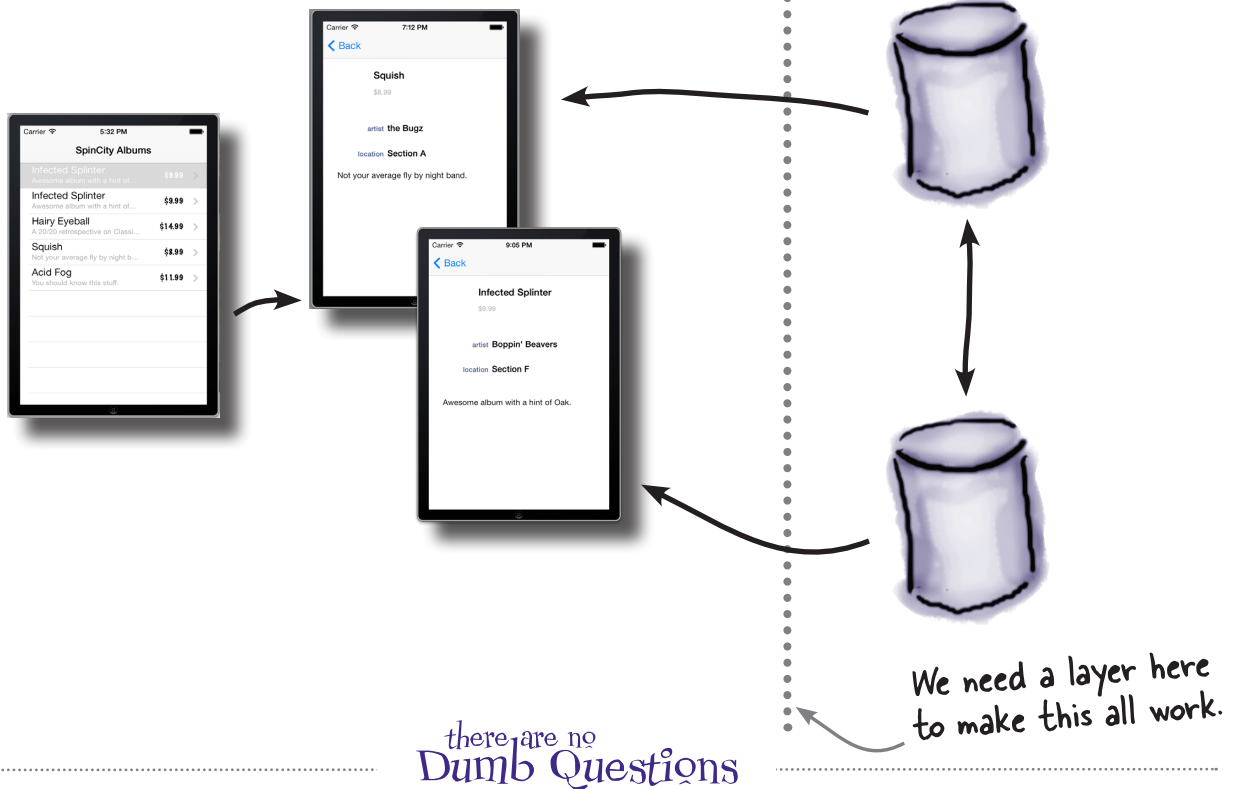 Carrier 7:12 PM
Back
Squish
$8.99
artist the Bugz
location Section A
Not your average fly by night band.
Carrier 5:32 PM
SpinCity Albums
Infected Splinter
Awesome album with a hint of... $9.99
Infected Splinter
Awesome album with a hint of... $9.99
Hairy Eyeball
A 20/20 retrospective on Classi... $14.99
Squish
Not your average fly by night b... $8.99
Acid Fog
You should know this stuff. $11.99
Carrier 9:05 PM
Back
Infected Splinter
$9.99
artist Boppin' Beavers
location Section F
Awesome album with a hint of Oak.
We need a layer here
to make this all work.
there are no
Dumb Questions